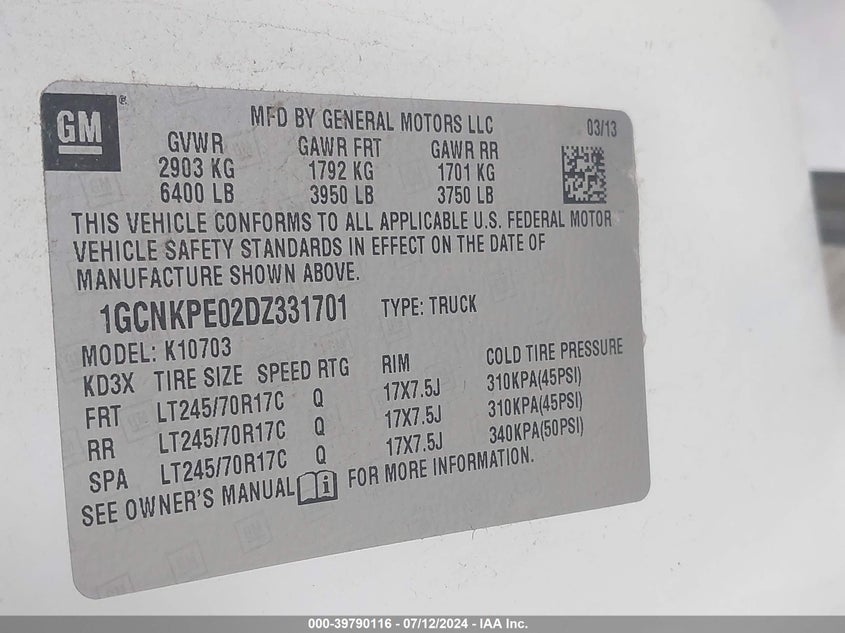 GM
MFD BY GENERAL MOTORS LLC 03/13
GVWR GAWR FRT GAWR RR
2903 KG 1792 KG 1701 KG
6400 LB 3950 LB 3750 LB
THIS VEHICLE CONFORMS TO ALL APPLICABLE U.S. FEDERAL MOTOR
VEHICLE SAFETY STANDARDS IN EFFECT ON THE DATE OF
MANUFACTURE SHOWN ABOVE.
1GCNKPE02DZ331701 TYPE: TRUCK
MODEL: K10703
KD3X TIRE SIZE SPEED RTG RIM COLD TIRE PRESSURE
FRT LT245/70R17C Q 17X7.5J 310KPA(45PSI)
RR LT245/70R17C Q 17X7.5J 310KPA(45PSI)
SPA LT245/70R17C Q 17X7.5J 340KPA(50PSI)
SEE OWNER'S MANUAL FOR MORE INFORMATION.
000-39790116 - 07/12/2024 - IAA Inc.